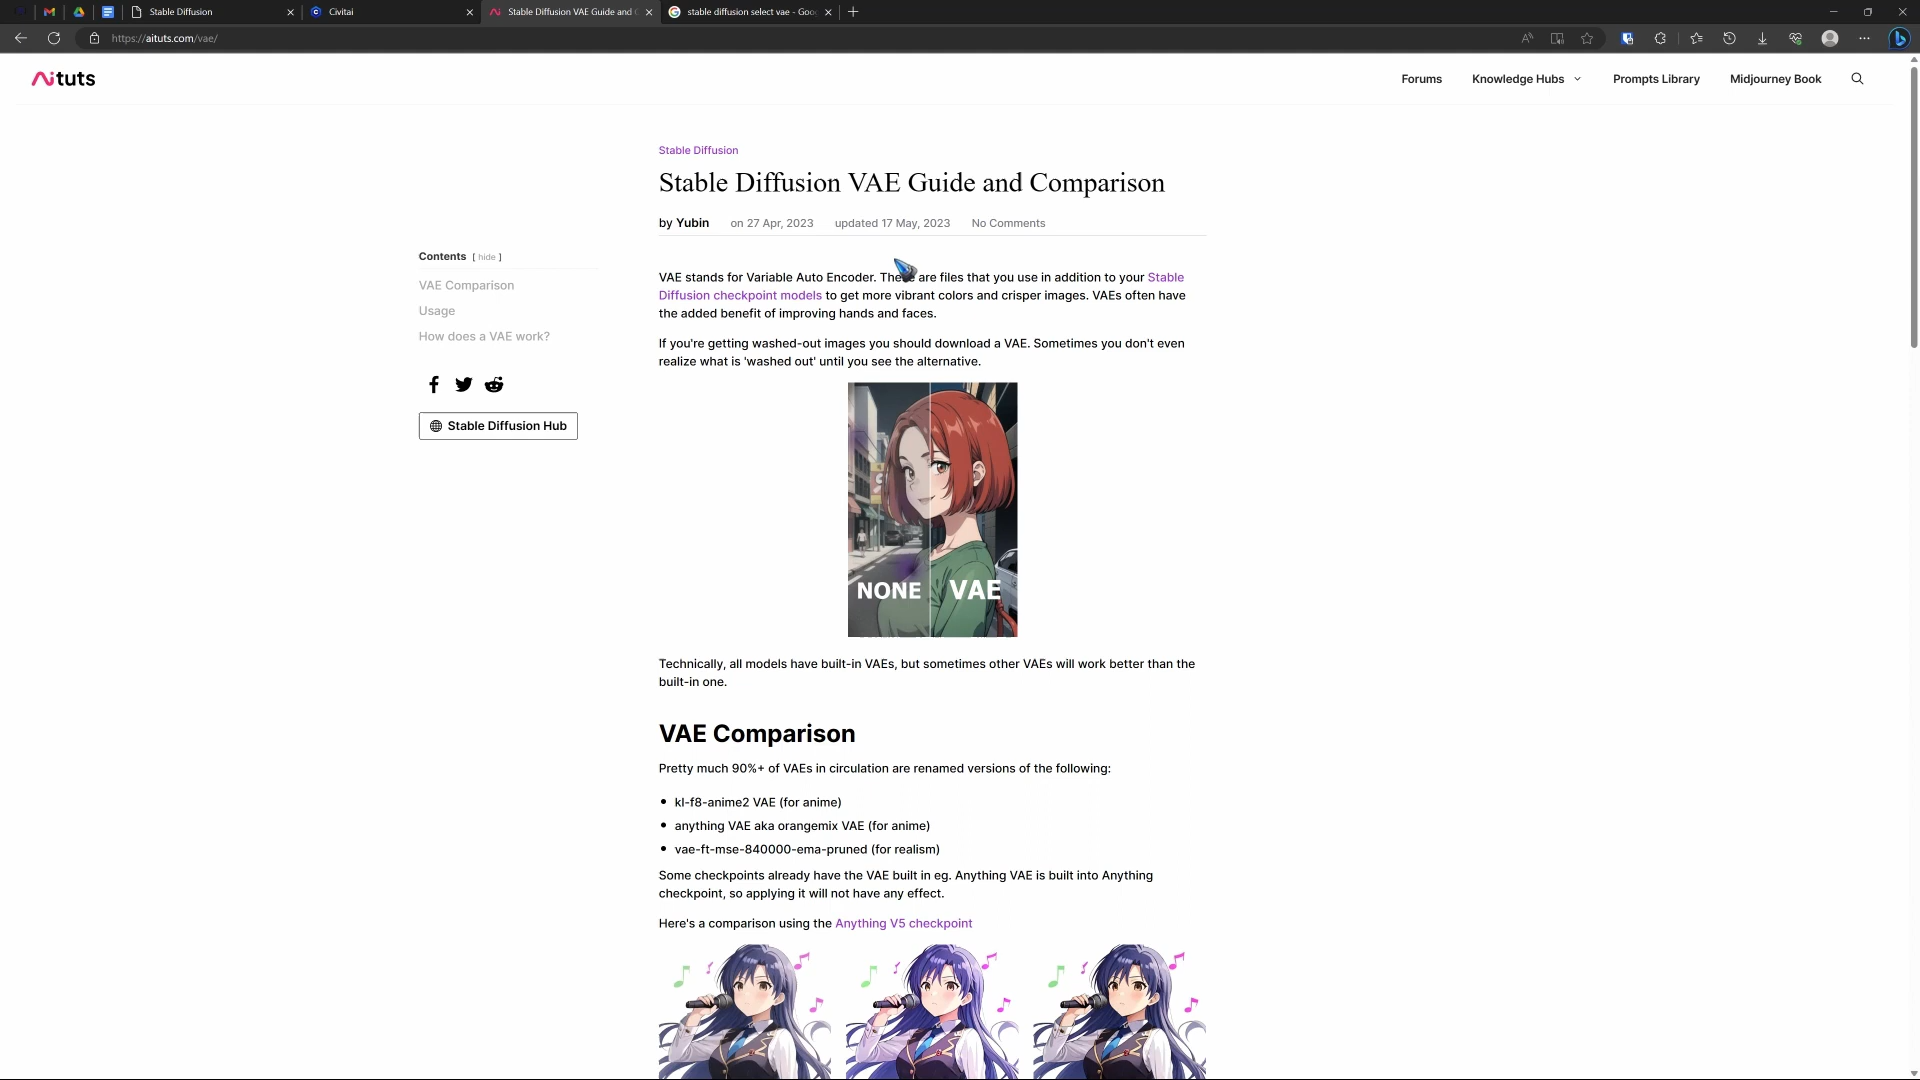 Stable Diffusion
Civitai
Stable Diffusion VAE Guide and C
stable diffusion select vae - Goo
https://aituts.com/vae/
Aituts
Forums
Knowledge Hubs
Prompts Library
Midjourney Book
Stable Diffusion
Stable Diffusion VAE Guide and Comparison
by Yubin on 27 Apr, 2023 updated 17 May, 2023 No Comments
Contents [ hide ]
VAE Comparison
Usage
How does a VAE work?
Stable Diffusion Hub
VAE stands for Variable Auto Encoder. These are files that you use in addition to your Stable
Diffusion checkpoint models to get more vibrant colors and crisper images. VAEs often have
the added benefit of improving hands and faces.
If you're getting washed-out images you should download a VAE. Sometimes you don't even
realize what is 'washed out' until you see the alternative.
NONE VAE
Technically, all models have built-in VAEs, but sometimes other VAEs will work better than the
built-in one.
VAE Comparison
Pretty much 90%+ of VAEs in circulation are renamed versions of the following:
• kl-f8-anime2 VAE (for anime)
• anything VAE aka orangemix VAE (for anime)
• vae-ft-mse-840000-ema-pruned (for realism)
Some checkpoints already have the VAE built in eg. Anything VAE is built into Anything
checkpoint, so applying it will not have any effect.
Here's a comparison using the Anything V5 checkpoint